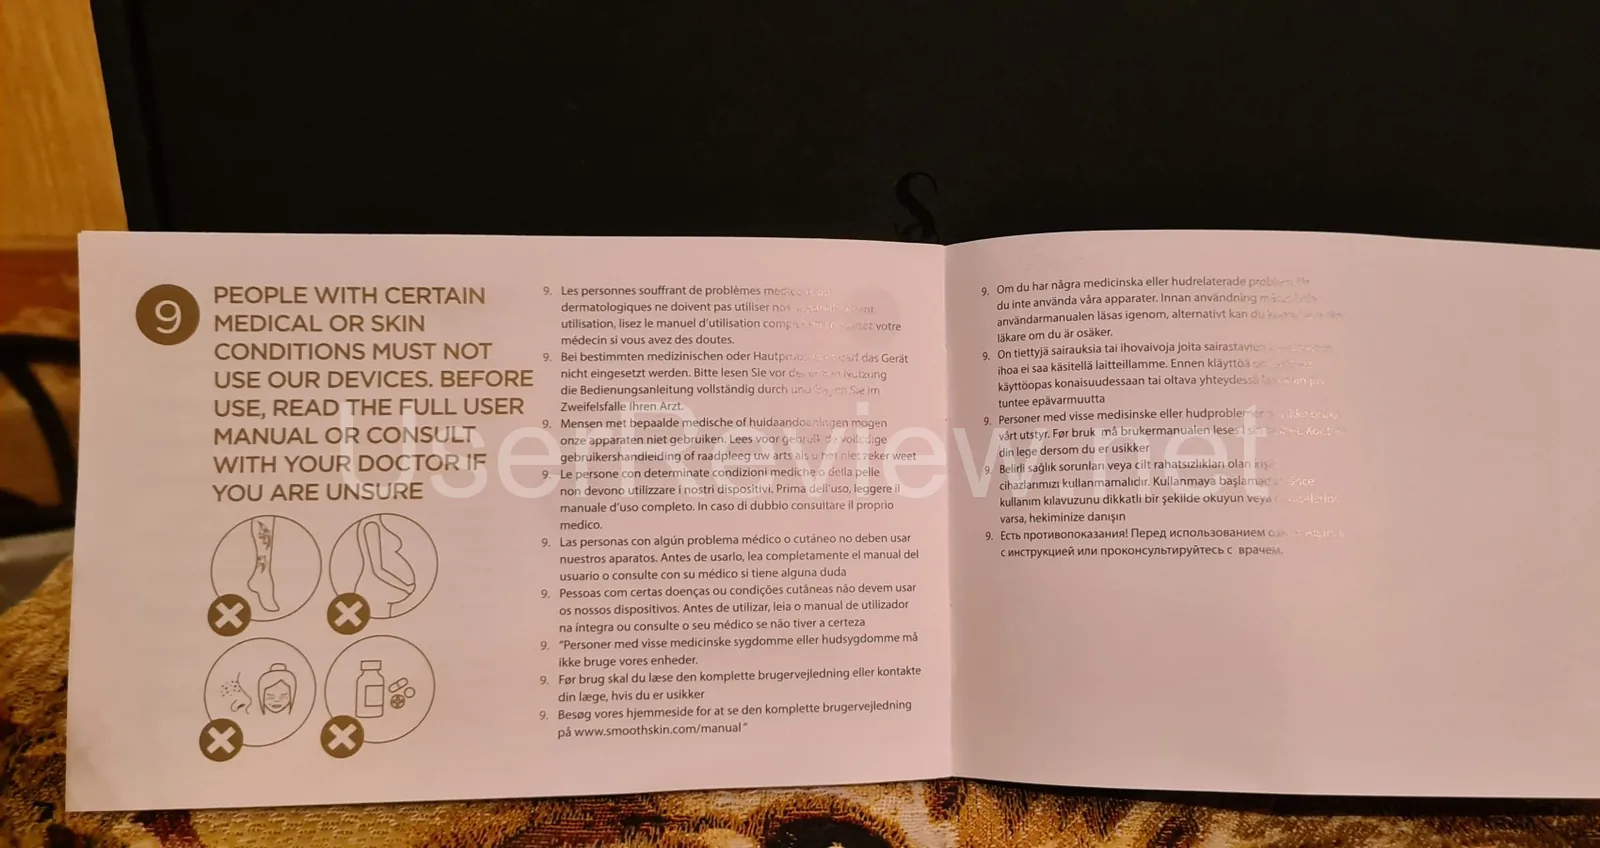 9
PEOPLE WITH CERTAIN
MEDICAL OR SKIN
CONDITIONS MUST NOT
USE OUR DEVICES. BEFORE
USE, READ THE FULL USER
MANUAL OR CONSULT
WITH YOUR DOCTOR IF
YOU ARE UNSURE
9. Les personnes souffrant de problèmes
dermatologiques ne doivent pas utiliser
utilisation, lisez le manuel d'utilisation votre
médecin si vous avez des doutes.
9. Bei bestimmten medizinischen oder das Gerät
nicht eingesetzt werden. Bitte lesen Sie vor Nutzung
die Bedienungsanleitung vollständig durch Sie im
Zweifelsfalle Ihren Arzt.
9. Mensen met bepaalde medische of huidaandoeningen mogen
onze apparaten niet gebruiken. Lees voor gebruik de volledige
gebruikershandleiding of raadpleeg uw arts als u het niet zeker weet
9. Le persone con determinate condizioni mediche o della pelle
non devono utilizzare i nostri dispositivi. Prima dell'uso, leggere il
manuale d'uso completo. In caso di dubbio consultare il proprio
medico.
9. Las personas con algún problema médico o cutáneo no deben usar
nuestros aparatos. Antes de usarlo, lea completamente el manual del
usuario o consulte con su médico si tiene alguna duda
9. Pessoas com certas doenças ou condições cutâneas não devem usar
os nossos dispositivos. Antes de utilizar, leia o manual de utilizador
na íntegra ou consulte o seu médico se não tiver a certeza
9. "Personer med visse medicinske sygdomme eller hudsygdomme må
ikke bruge vores enheder.
9. Før brug skal du læse den komplette brugervejledning eller kontakte
din læge, hvis du er usikker
9. Besøg vores hjemmeside for at se den komplette brugervejledning
på www.smoothskin.com/manual"
9. Om du har några medicinska eller hudrelaterade
du inte använda våra apparater. Innan användning
användarmanualen läsas igenom, alternativt kan du
läkare om du är osäker.
9. On tiettyjä sairauksia tai ihovaivoja joita
ihoa ei saa käsitellä laitteillamme. Ennen käyttöä
käyttöopas konaisuudessaan tai oltava yhteydessä
tuntee epävarmuutta
9. Personer med visse medisinske eller hudproblemer
vårt utstyr. Før bruk må brukermanualen leses
din lege dersom du er usikker
9. Belirli sağlık sorunları veya cilt rahatsızlıkları olan
cihazlarımızı kullanmamalıdır. Kullanmaya
kullanım kılavuzunu dikkatli bir şekilde okuyun veya
varsa, hekiminize danışın
9. Есть противопоказания! Перед использованием
с инструкцией или проконсультируйтесь с врачем.
UserReview.net